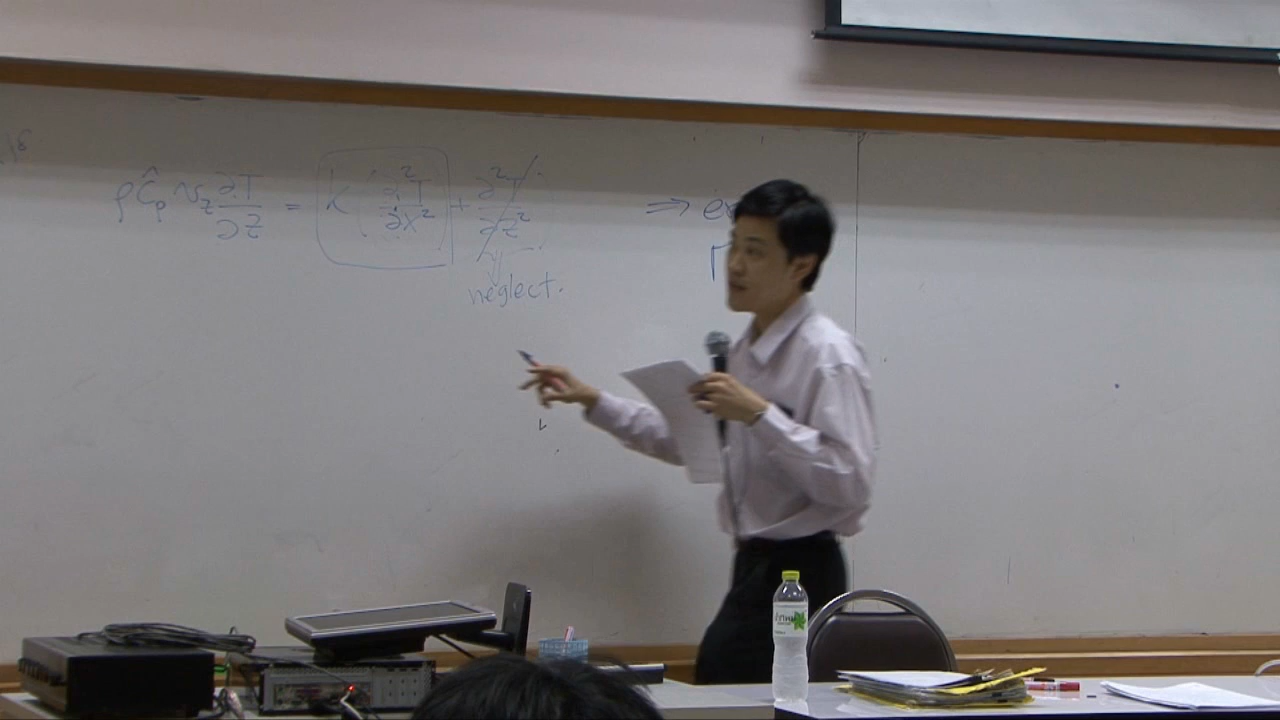 ρĈp vz ∂T/∂z = k ( ∂²T/∂x² + ∂²T/∂z² ) ⇒
neglect.